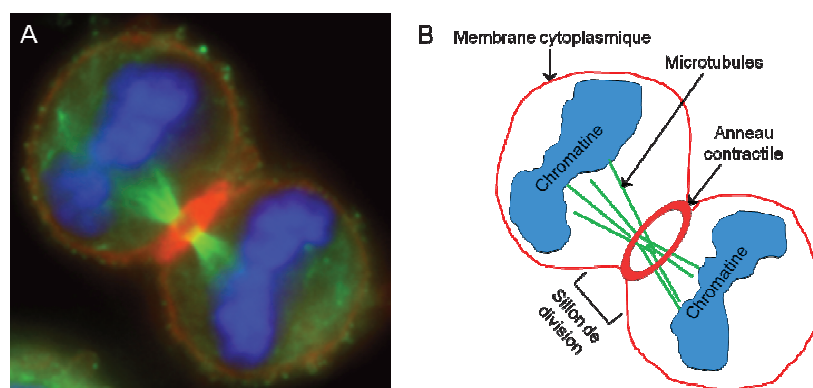 A
B
Membrane cytoplasmique
Microtubules
Anneau
contractile
Chromatine
Chromatine
Sillon de
division